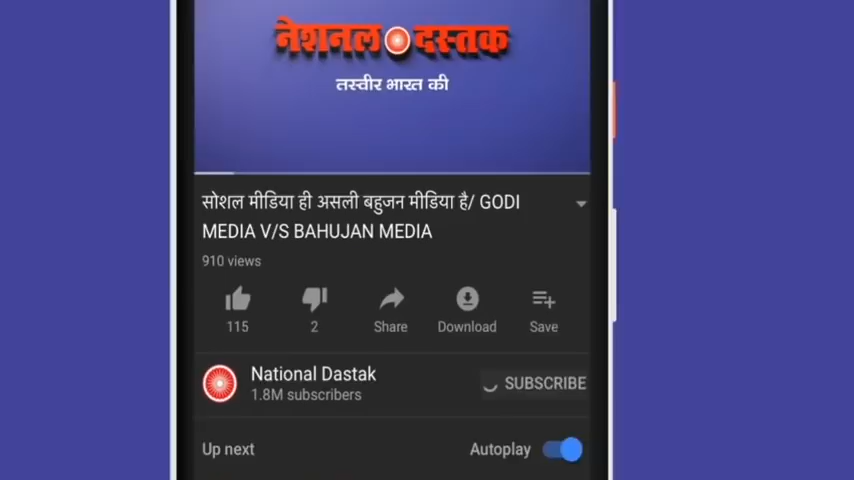 नेशनल दस्तक
तस्वीर भारत की
सोशल मीडिया ही असली बहुजन मीडिया है/ GODI
MEDIA V/S BAHUJAN MEDIA
910 views
115 2 Share Download Save
National Dastak
1.8M subscribers
SUBSCRIBE
Up next Autoplay